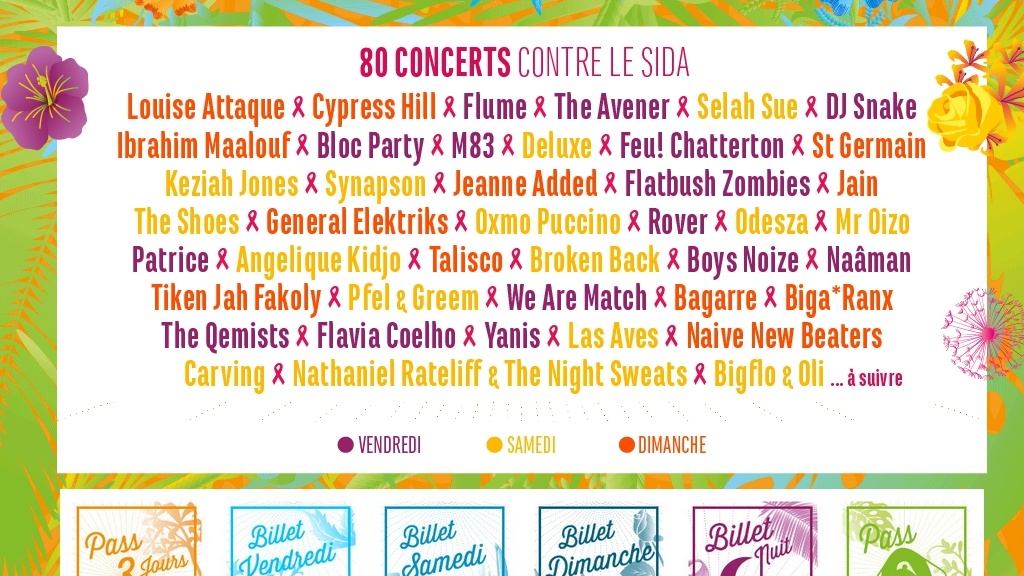 80 CONCERTS CONTRE LE SIDA
Louise Attaque Cypress Hill Flume The Avener Selah Sue DJ Snake
Ibrahim Maalouf Bloc Party M83 Deluxe Feu! Chatterton St Germain
Keziah Jones Synapson Jeanne Added Flatbush Zombies Jain
The Shoes General Elektriks Oxmo Puccino Rover Odesza Mr Oizo
Patrice Angelique Kidjo Talisco Broken Back Boys Noize Naâman
Tiken Jah Fakoly Pfel & Greem We Are Match Bagarre Biga*Ranx
The Qemists Flavia Coelho Yanis Las Aves Naive New Beaters
Carving Nathaniel Rateliff & The Night Sweats Bigflo & Oli ... à suivre
VENDREDI SAMEDI DIMANCHE
Pass 3 Jours
Billet Vendredi
Billet Samedi
Billet Dimanche
Billet Nuit
Pass